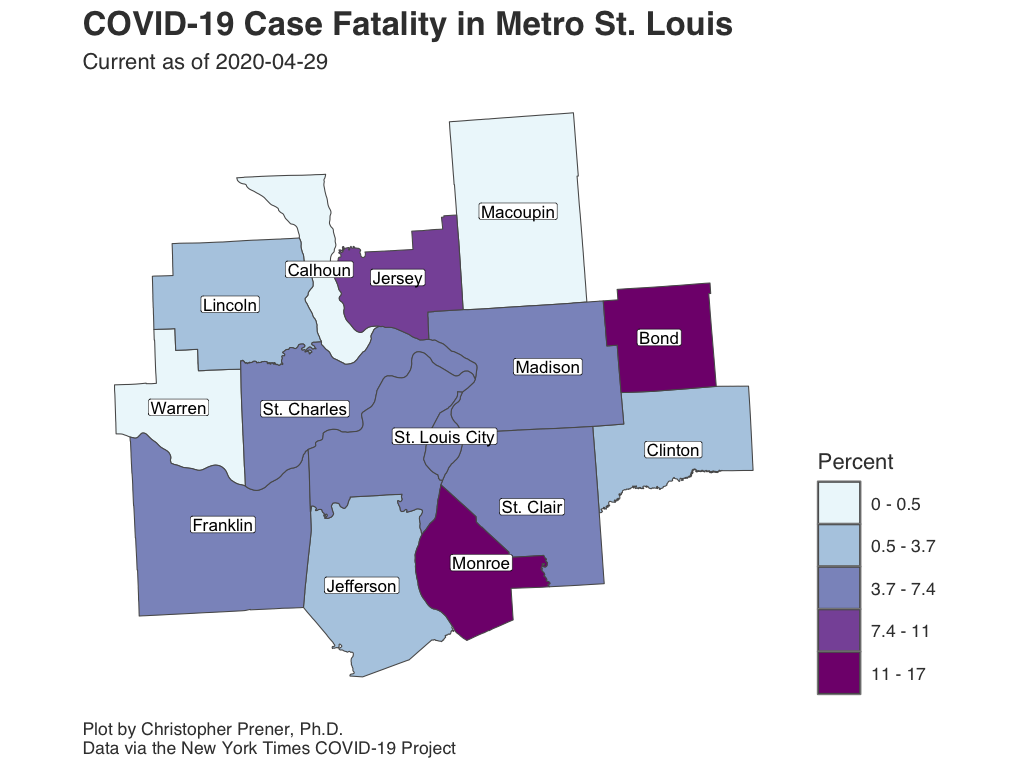 COVID-19 Case Fatality in Metro St. Louis
Current as of 2020-04-29
Macoupin
Calhoun
Jersey
Lincoln
Bond
Madison
Warren
St. Charles
St. Louis City
Clinton
St. Clair
Franklin
Monroe
Jefferson
Percent
0 - 0.5
0.5 - 3.7
3.7 - 7.4
7.4 - 11
11 - 17
Plot by Christopher Prener, Ph.D.
Data via the New York Times COVID-19 Project